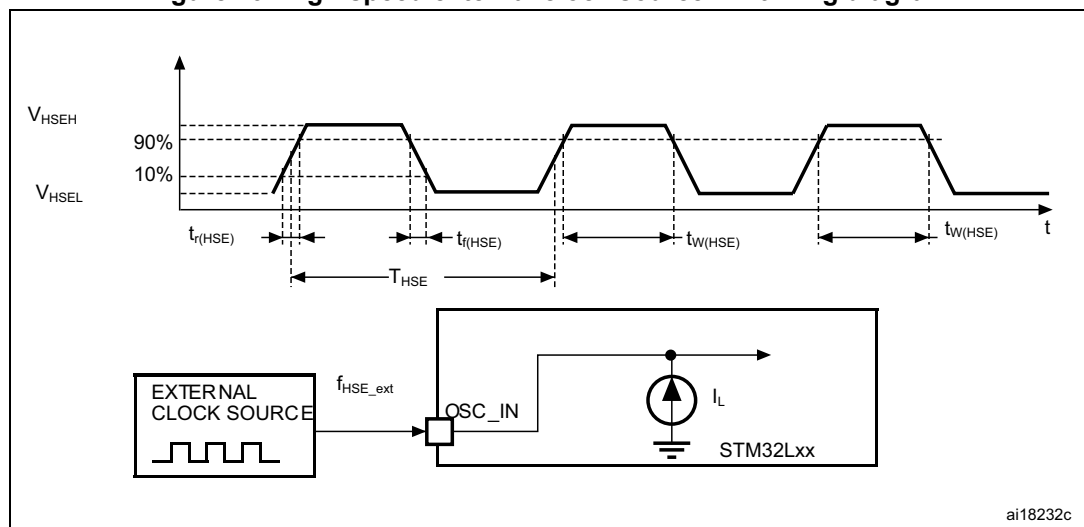 V_HSEH
90%
10%
V_HSEL
t_r(HSE)
t_f(HSE)
t_W(HSE)
t_W(HSE)
t
T_HSE
EXTERNAL
CLOCK SOURCE
f_HSE_ext
OSC_IN
I_L
STM32Lxx
ai18232c